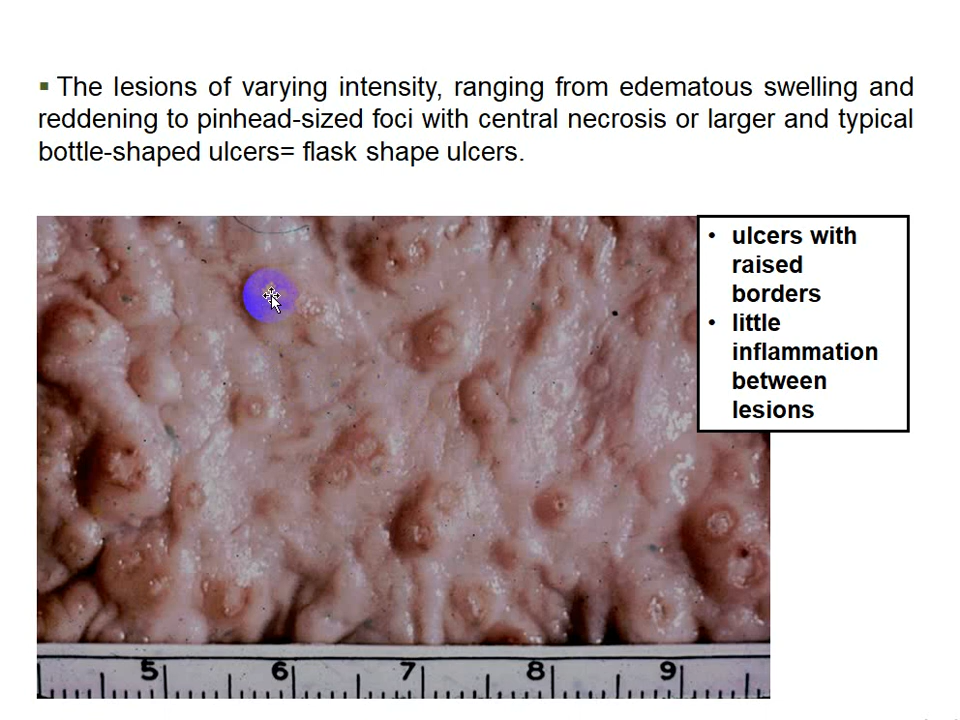 ▪ The lesions of varying intensity, ranging from edematous swelling and
reddening to pinhead-sized foci with central necrosis or larger and typical
bottle-shaped ulcers= flask shape ulcers.
• ulcers with
raised
borders
• little
inflammation
between
lesions
5 6 7 8 9